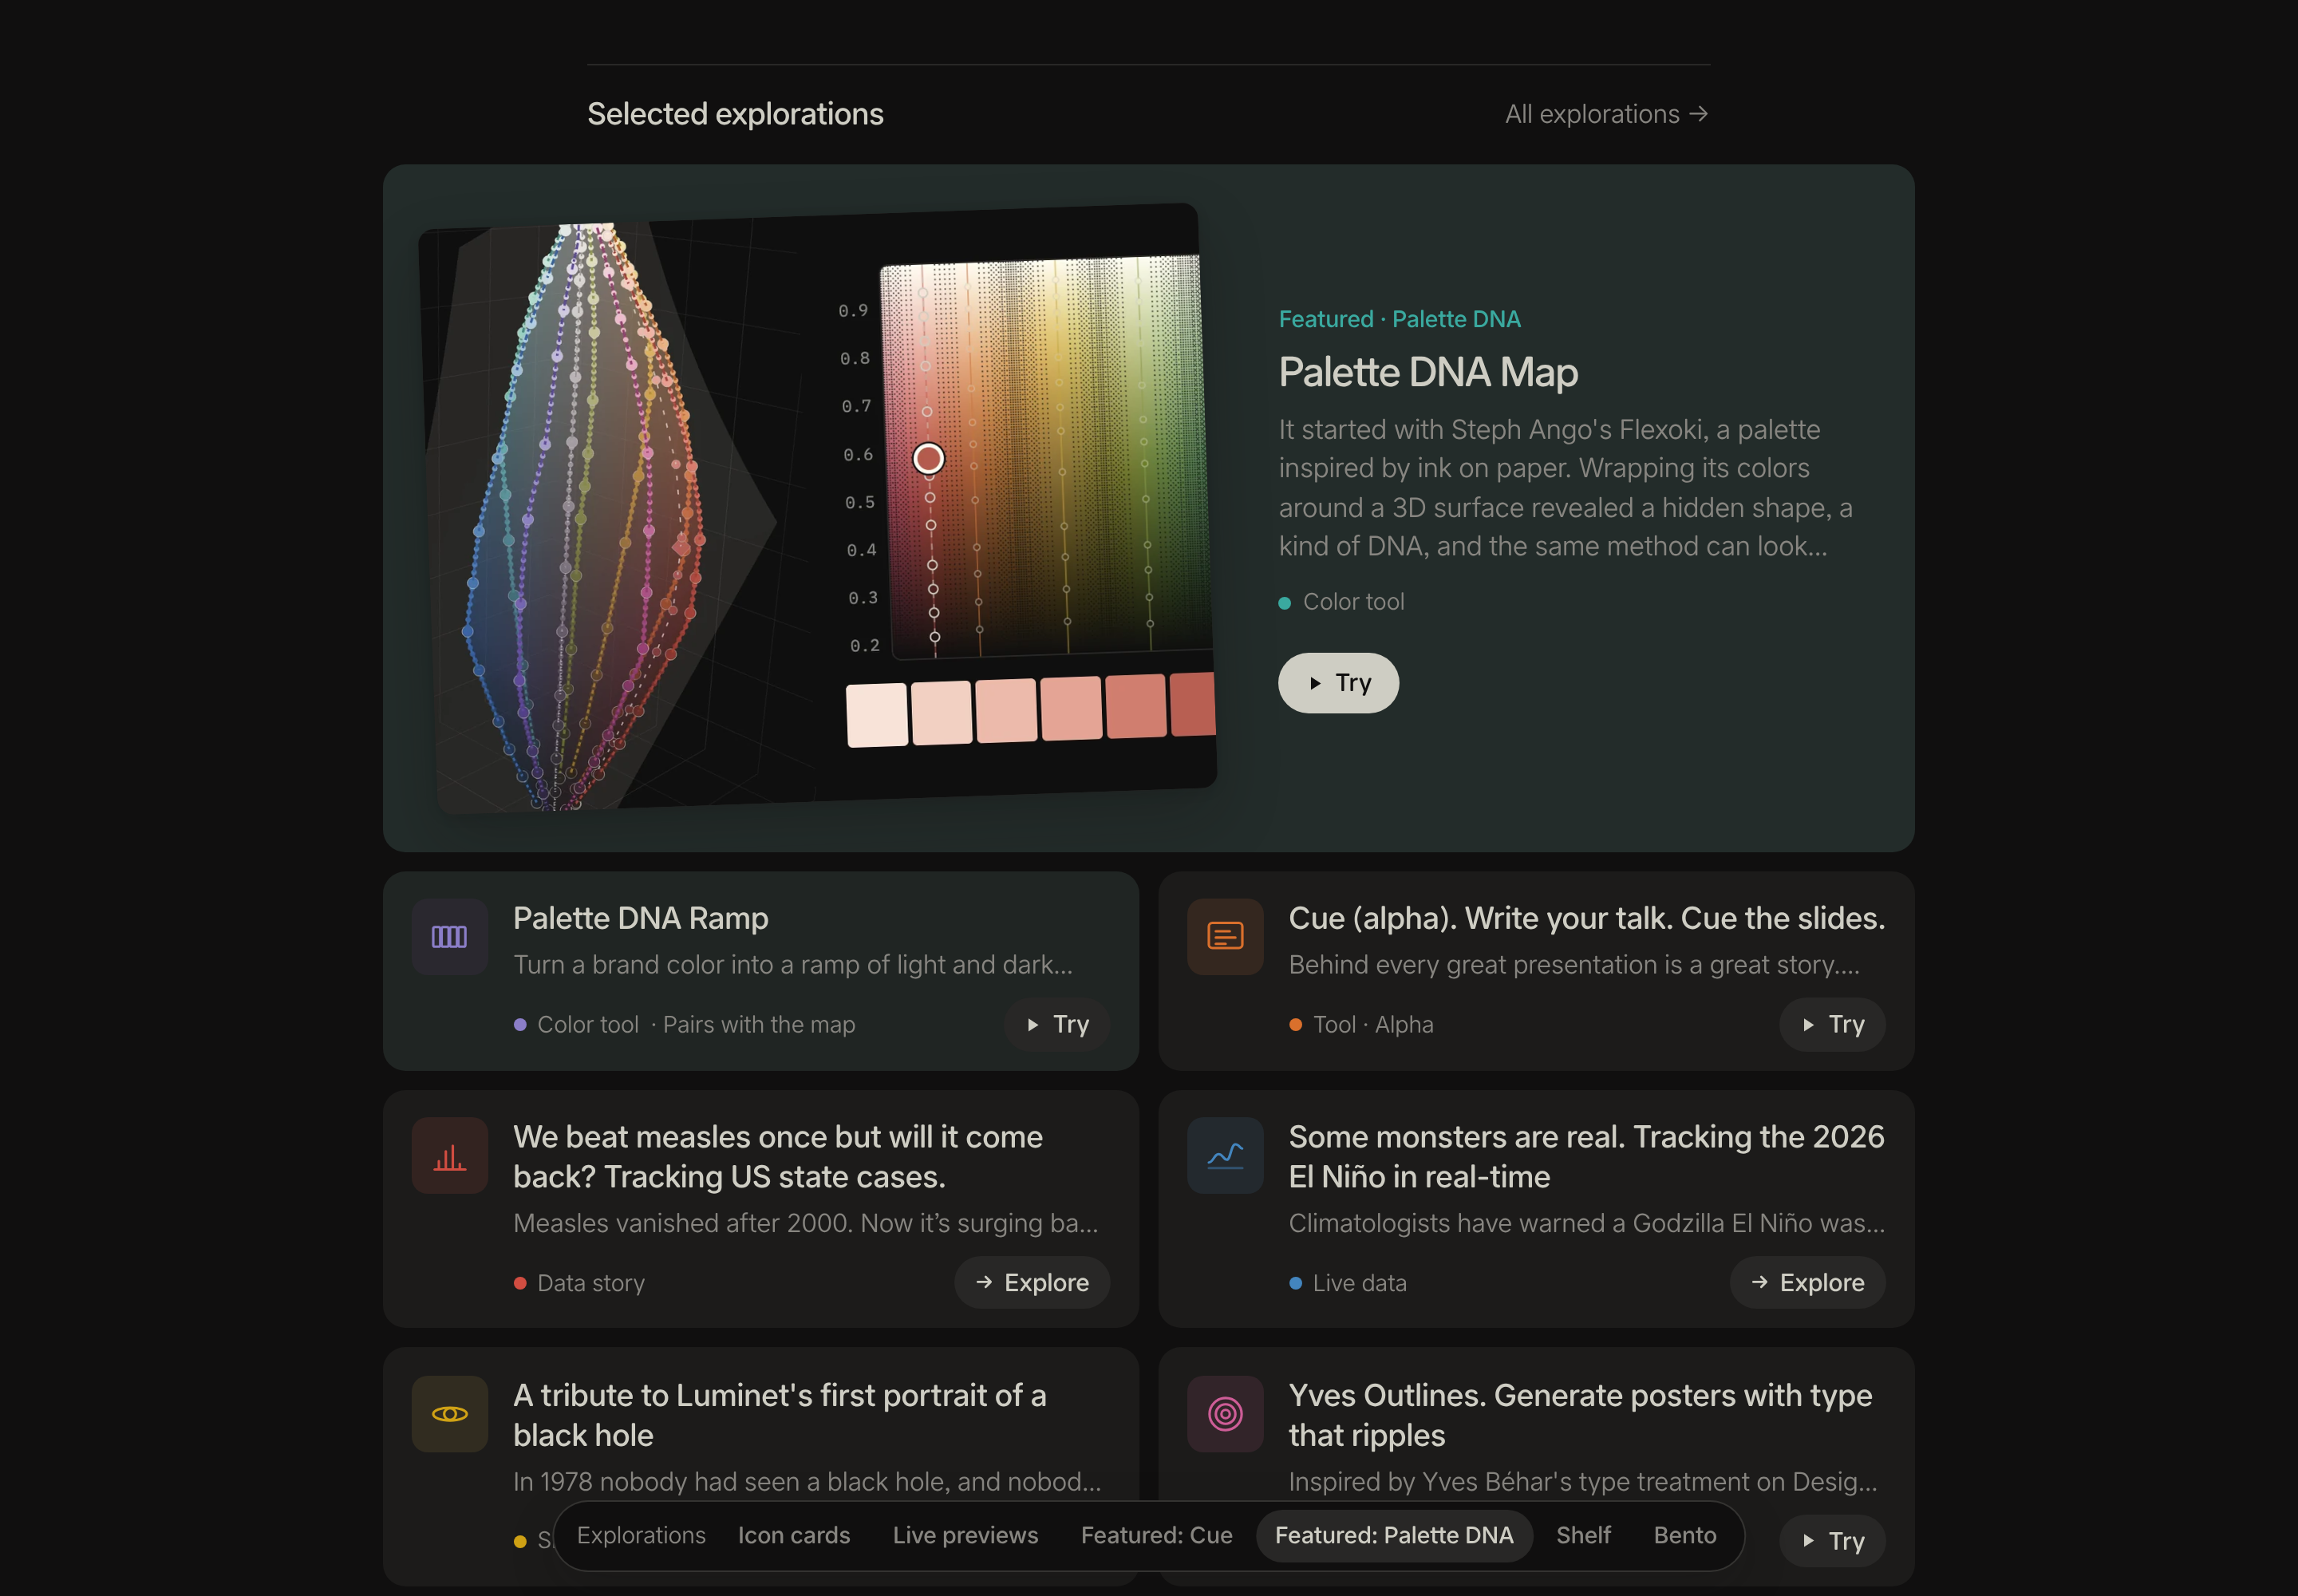 Selected explorations
All explorations →
0.9
0.8
0.7
0.6
0.5
0.4
0.3
0.2
Featured · Palette DNA
Palette DNA Map
It started with Steph Ango's Flexoki, a palette
inspired by ink on paper. Wrapping its colors
around a 3D surface revealed a hidden shape, a
kind of DNA, and the same method can look...
Color tool
Try
Palette DNA Ramp
Turn a brand color into a ramp of light and dark...
Color tool · Pairs with the map
Try
Cue (alpha). Write your talk. Cue the slides.
Behind every great presentation is a great story....
Tool · Alpha
Try
We beat measles once but will it come
back? Tracking US state cases.
Measles vanished after 2000. Now it’s surging ba...
Data story
→ Explore
Some monsters are real. Tracking the 2026
El Niño in real-time
Climatologists have warned a Godzilla El Niño was...
Live data
→ Explore
A tribute to Luminet's first portrait of a
black hole
In 1978 nobody had seen a black hole, and nobod...
Yves Outlines. Generate posters with type
that ripples
Inspired by Yves Béhar's type treatment on Desig...
Try
Explorations
Icon cards
Live previews
Featured: Cue
Featured: Palette DNA
Shelf
Bento